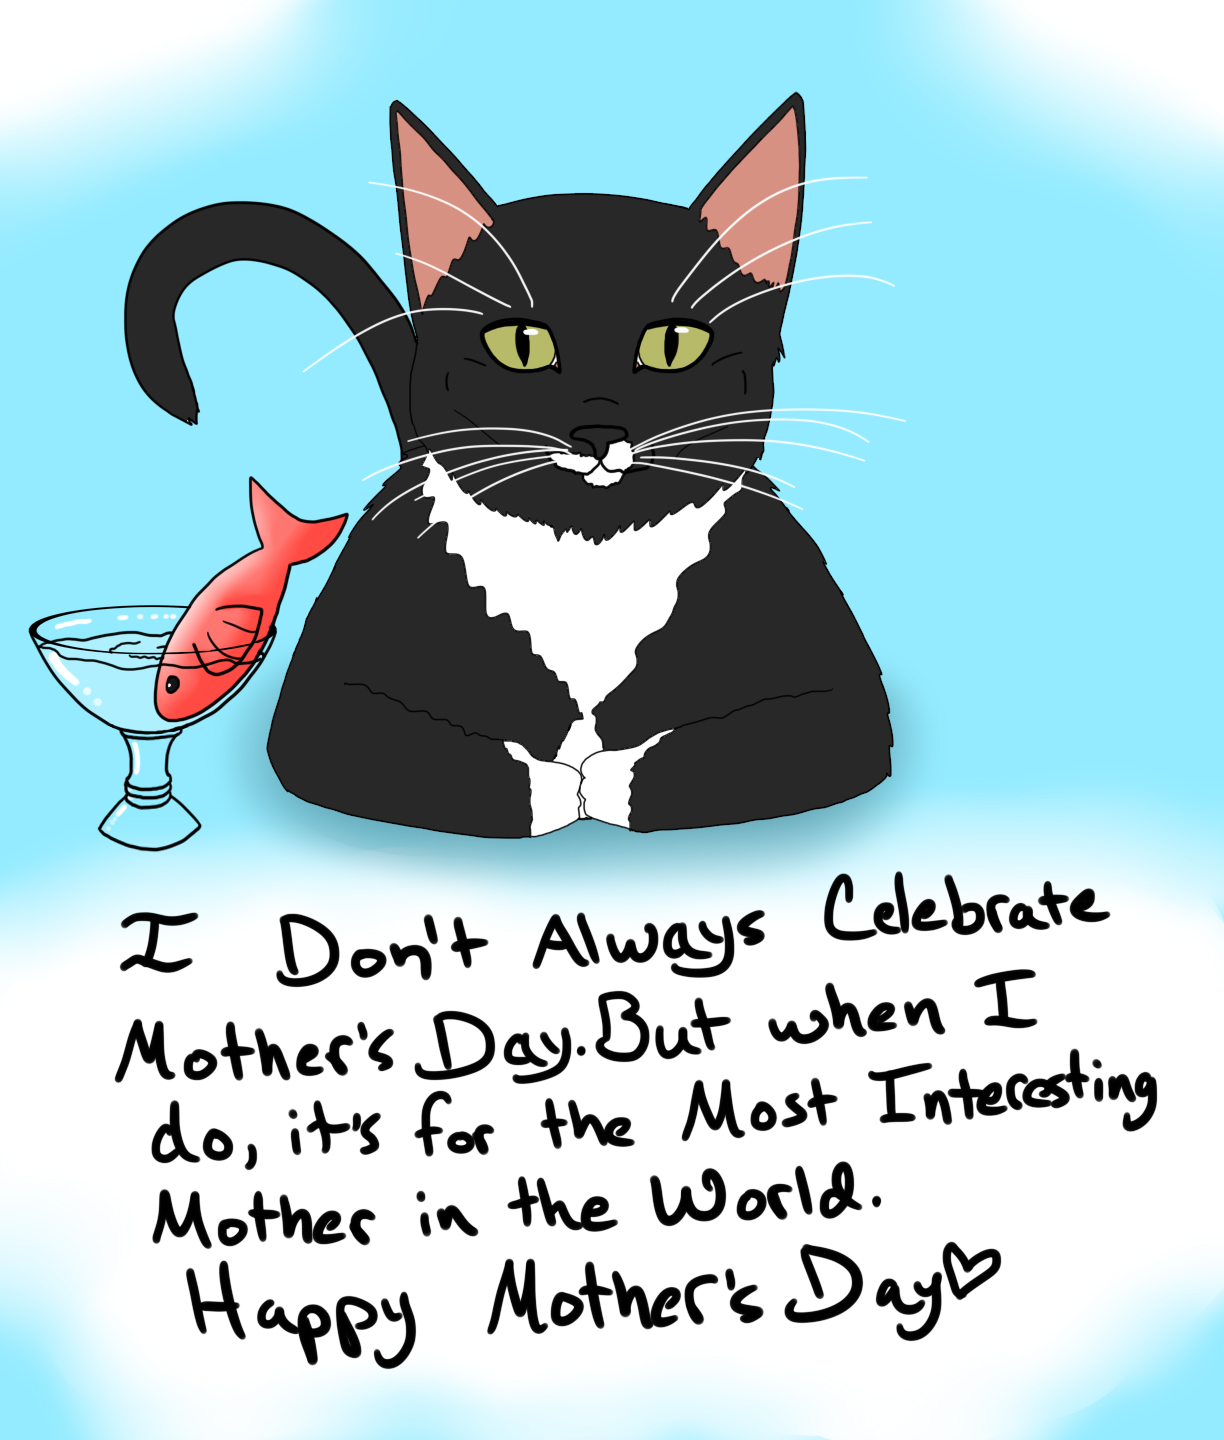 I Don't Always Celebrate
Mother's Day. But when I
do, it's for the Most Interesting
Mother in the World.
Happy Mother's Day♡